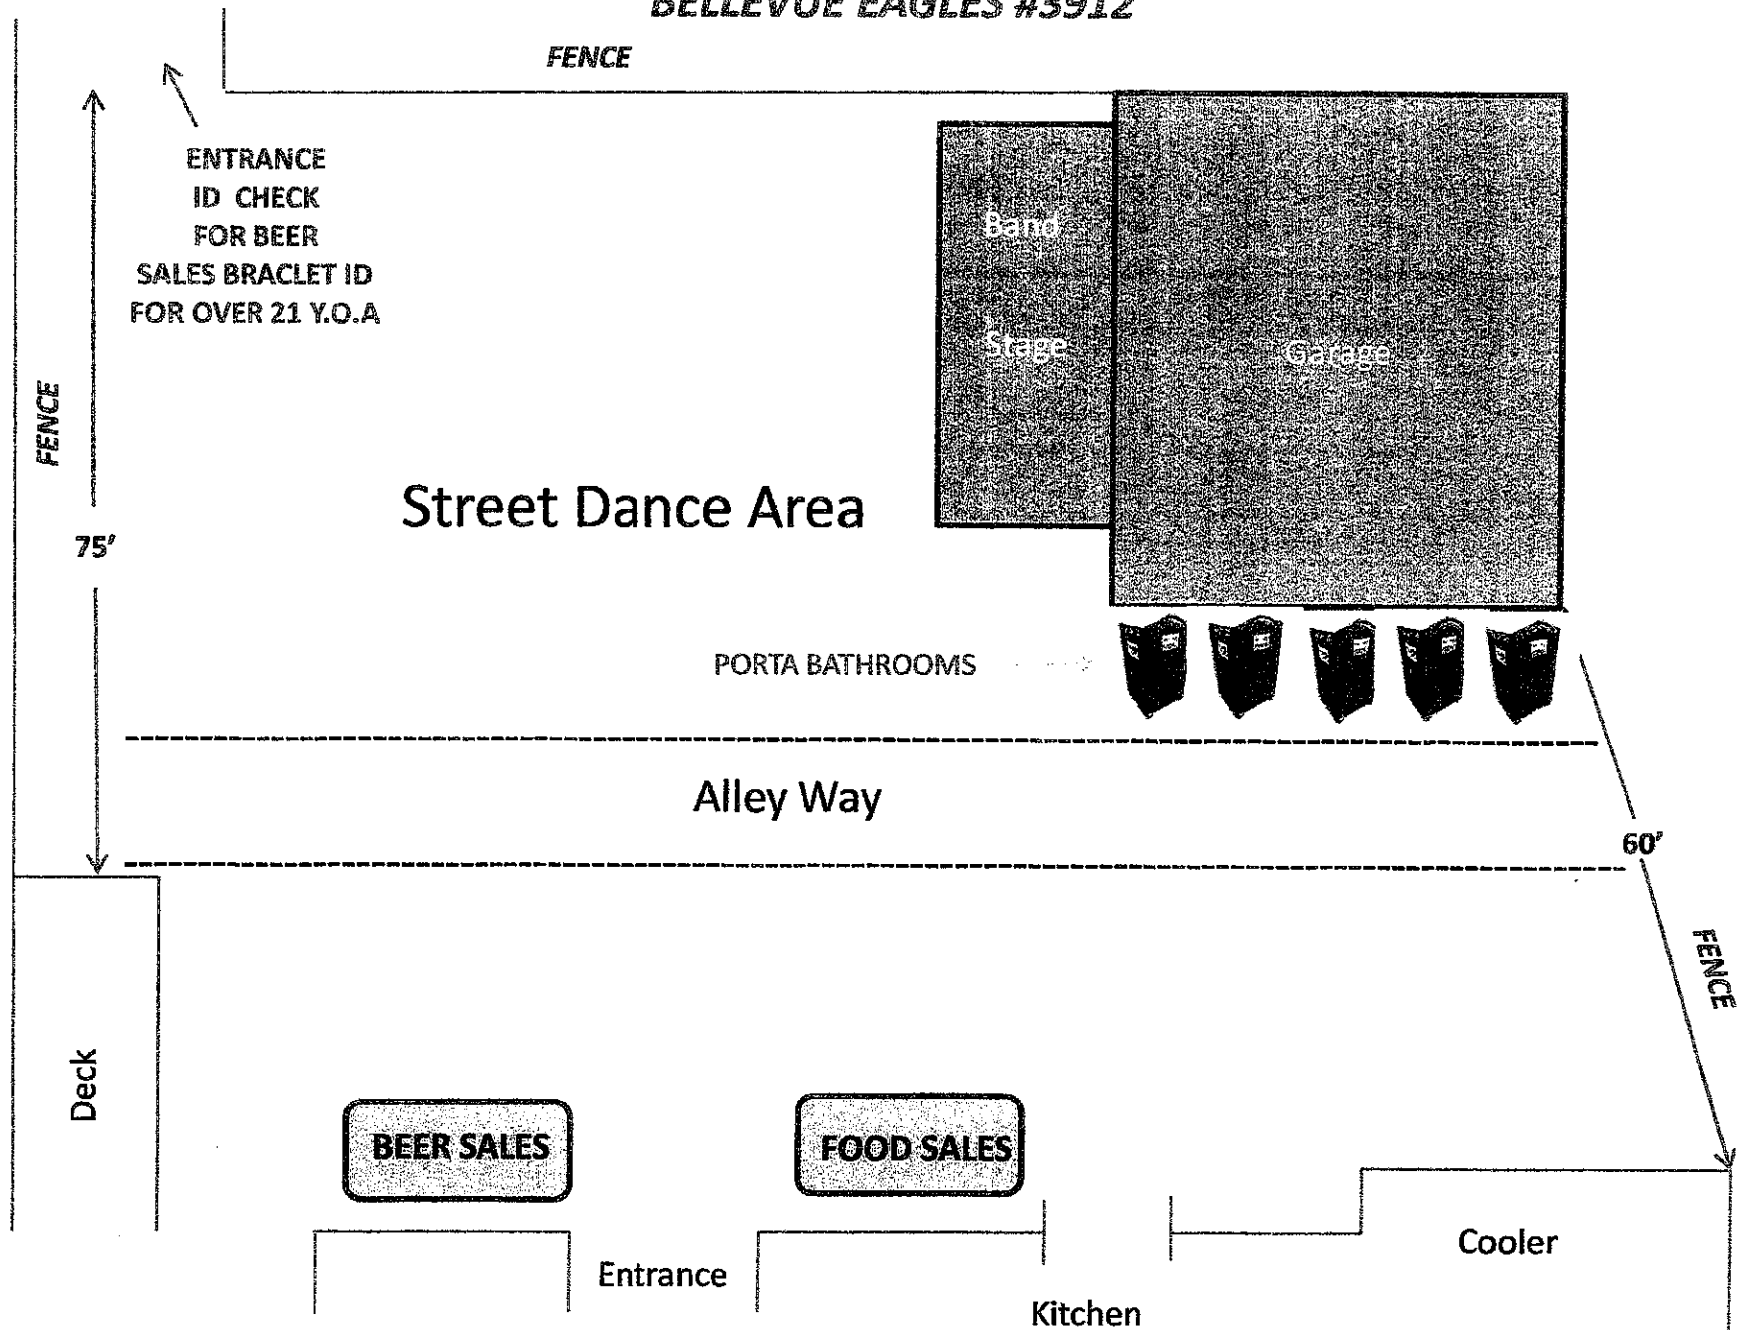 BELLEVUE EAGLES #3912
FENCE
ENTRANCE
ID CHECK
FOR BEER
SALES BRACLET ID
FOR OVER 21 Y.O.A
Band
Stage
Garage
FENCE
Street Dance Area
75'
PORTA BATHROOMS
Alley Way
60'
FENCE
Deck
BEER SALES
FOOD SALES
Cooler
Entrance
Kitchen